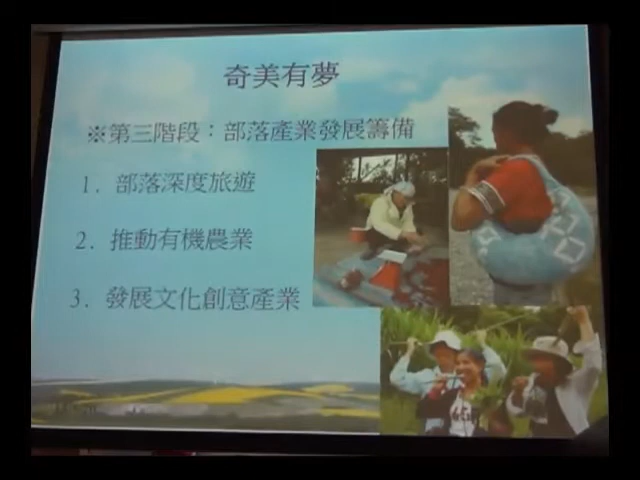 奇美有夢
※第三階段：部落產業發展籌備
1. 部落深度旅遊
2. 推動有機農業
3. 發展文化創意產業